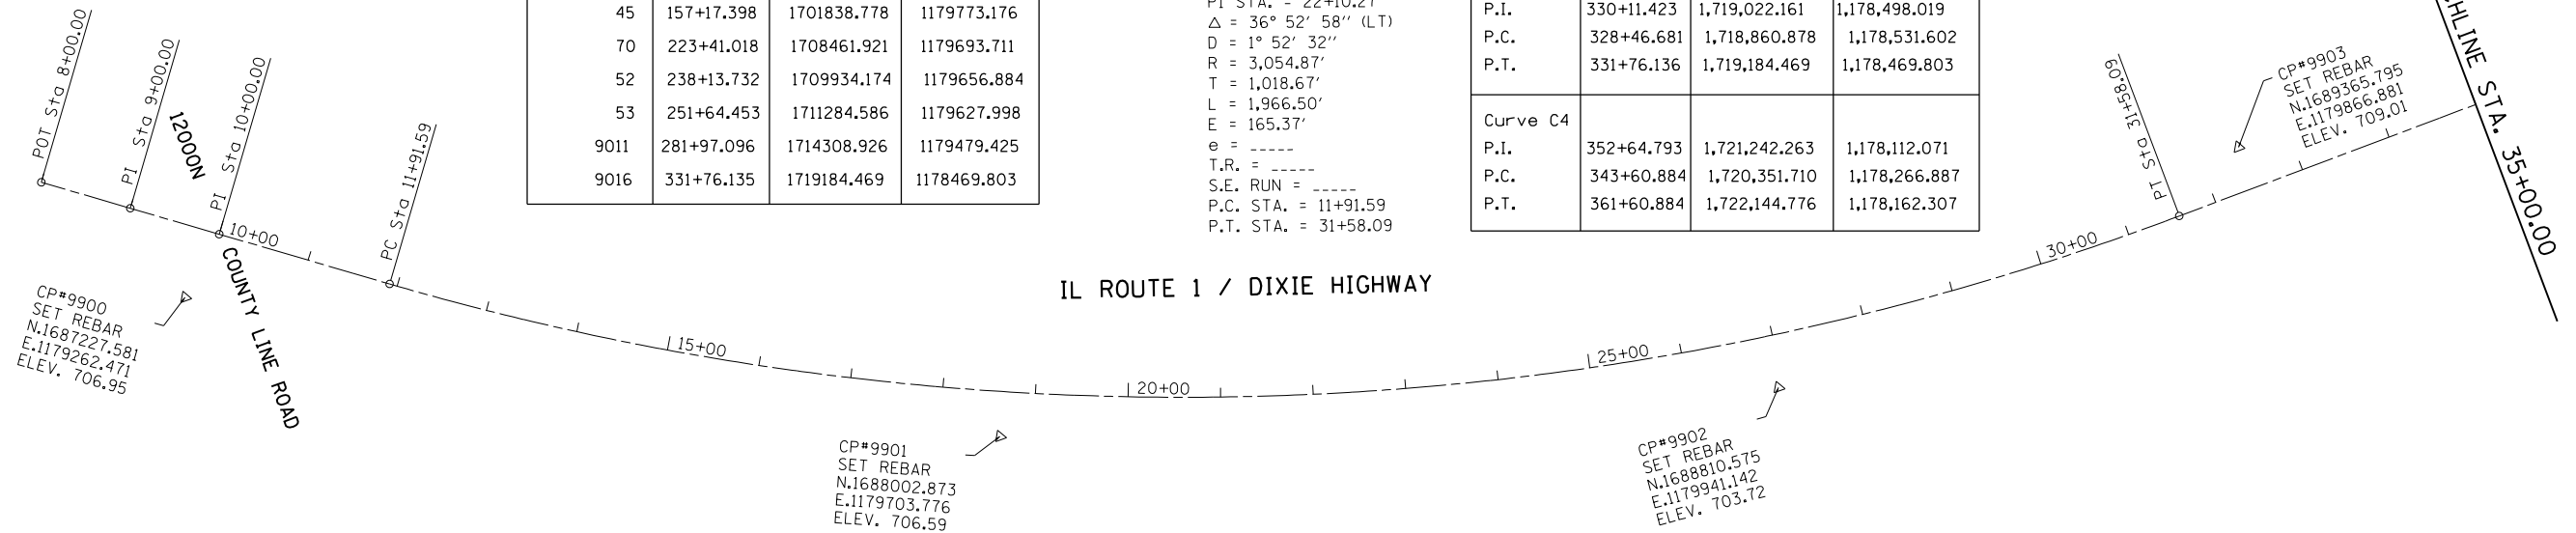 POT Sta 8+00.00
PI Sta 9+00.00
12000N
PI Sta 10+00.00
PC Sta 11+91.59
10+00
COUNTY LINE ROAD
CP#9900
SET REBAR
N.1687227.581
E.1179262.471
ELEV. 706.95
45 157+17.398 1701838.778 1179773.176
70 223+41.018 1708461.921 1179693.711
52 238+13.732 1709934.174 1179656.884
53 251+64.453 1711284.586 1179627.998
9011 281+97.096 1714308.926 1179479.425
9016 331+76.135 1719184.469 1178469.803
PI STA. = 22+10.27
Δ = 36° 52' 58'' (LT)
D = 1° 52' 32''
R = 3,054.87'
T = 1,018.67'
L = 1,966.50'
E = 165.37'
e = _____
T.R. = _____
S.E. RUN = _____
P.C. STA. = 11+91.59
P.T. STA. = 31+58.09
P.I. 330+11.423 1,719,022.161 1,178,498.019
P.C. 328+46.681 1,718,860.878 1,178,531.602
P.T. 331+76.136 1,719,184.469 1,178,469.803
Curve C4
P.I. 352+64.793 1,721,242.263 1,178,112.071
P.C. 343+60.884 1,720,351.710 1,178,266.887
P.T. 361+60.884 1,722,144.776 1,178,162.307
IL ROUTE 1 / DIXIE HIGHWAY
15+00
20+00
25+00
30+00
PT Sta 31+58.09
CP#9903
SET REBAR
N.1689365.795
E.1179866.881
ELEV. 709.01
HLINE STA. 35+00.00
CP#9901
SET REBAR
N.1688002.873
E.1179703.776
ELEV. 706.59
CP#9902
SET REBAR
N.1688810.575
E.1179941.142
ELEV. 703.72